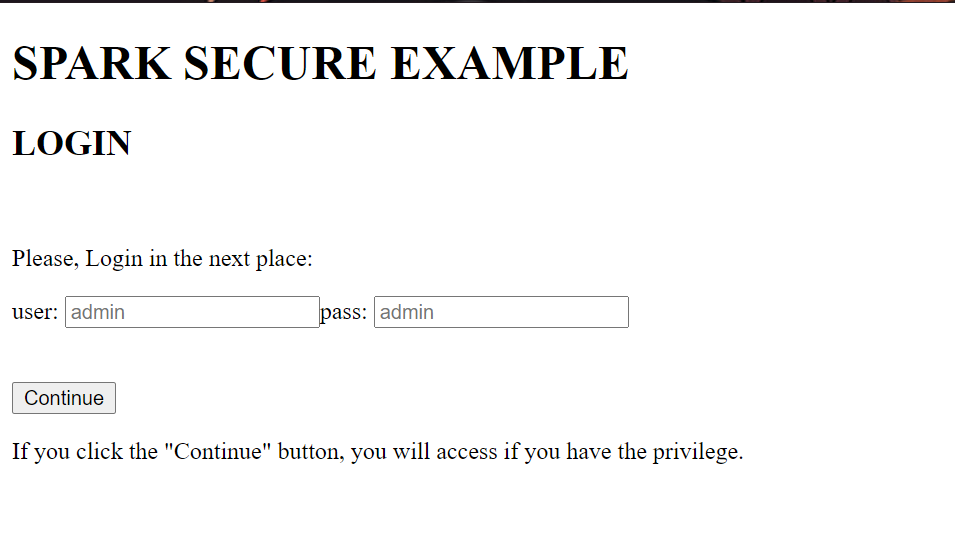 SPARK SECURE EXAMPLE
LOGIN
Please, Login in the next place:
user: admin pass: admin
Continue
If you click the "Continue" button, you will access if you have the privilege.